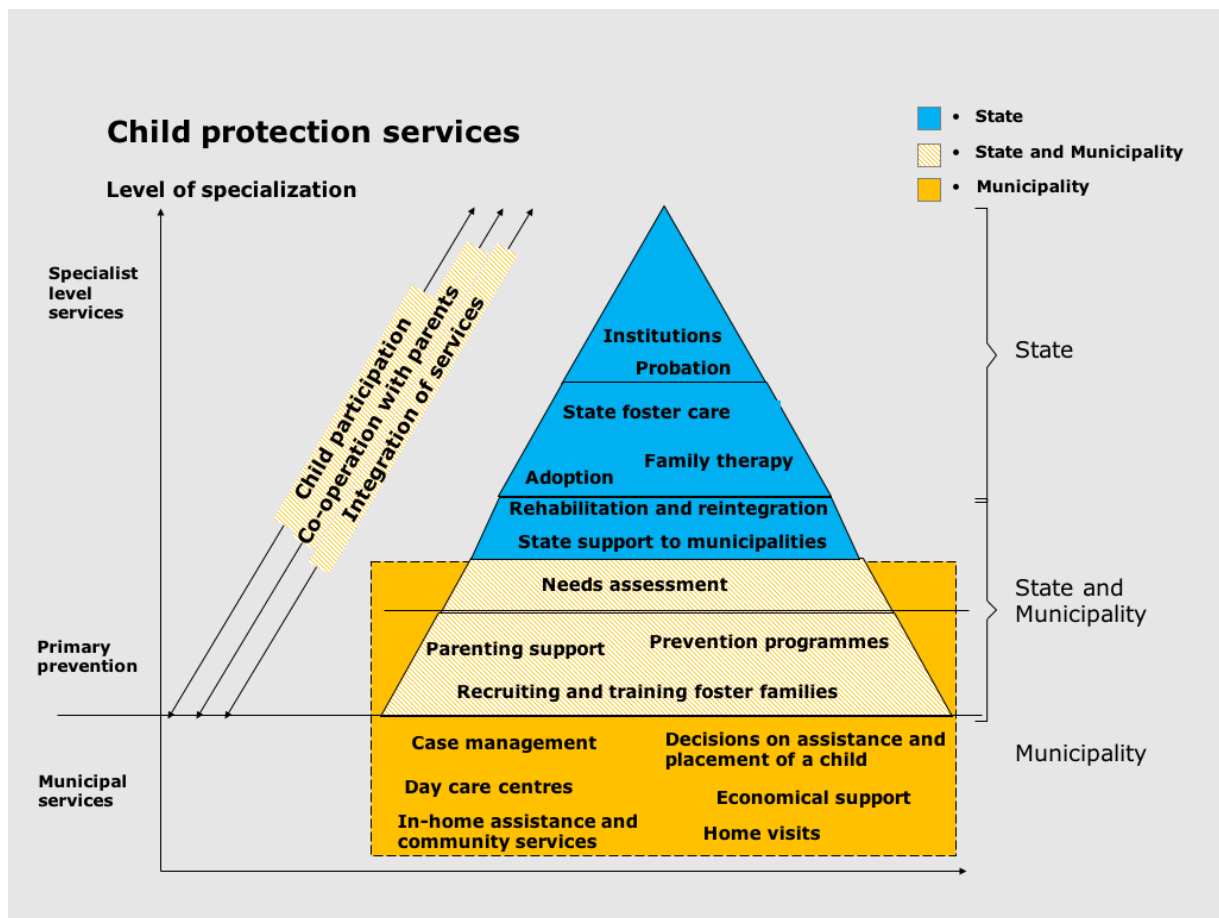 Child protection services
• State
• State and Municipality
• Municipality
Level of specialization
Specialist
level
services
Child participation
Co-operation with parents
Integration of services
Institutions
Probation
State
State foster care
Family therapy
Adoption
Rehabilitation and reintegration
State support to municipalities
Needs assessment
State and
Municipality
Primary
prevention
Parenting support
Prevention programmes
Recruiting and training foster families
Municipal
services
Case management
Decisions on assistance and
placement of a child
Municipality
Day care centres
Economical support
In-home assistance and
community services
Home visits